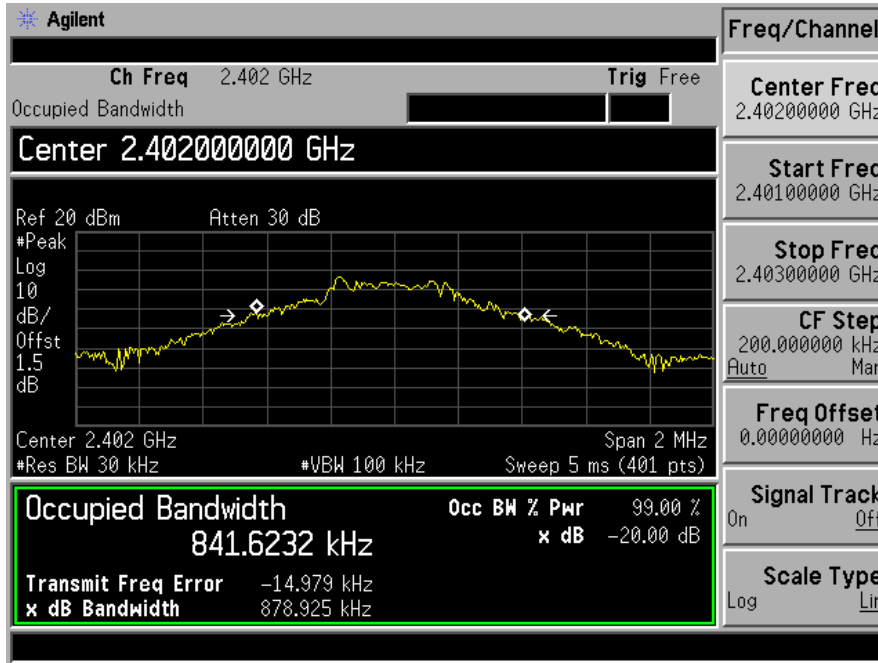 Agilent
Freq/Channel
Ch Freq 2.402 GHz Trig Free
Occupied Bandwidth
Center 2.402000000 GHz
Ref 20 dBm Atten 30 dB
#Peak
Log
10
dB/
Offst
1.5
dB
Center 2.402 GHz Span 2 MHz
#Res BW 30 kHz #VBW 100 kHz Sweep 5 ms (401 pts)
Occupied Bandwidth
841.6232 kHz
Occ BW % Pwr 99.00 %
x dB -20.00 dB
Transmit Freq Error -14.979 kHz
x dB Bandwidth 878.925 kHz
Center Freq
2.40200000 GHz
Start Freq
2.40100000 GHz
Stop Freq
2.40300000 GHz
CF Step
200.000000 kHz
Auto Man
Freq Offset
0.00000000 Hz
Signal Track
On Off
Scale Type
Log Lin